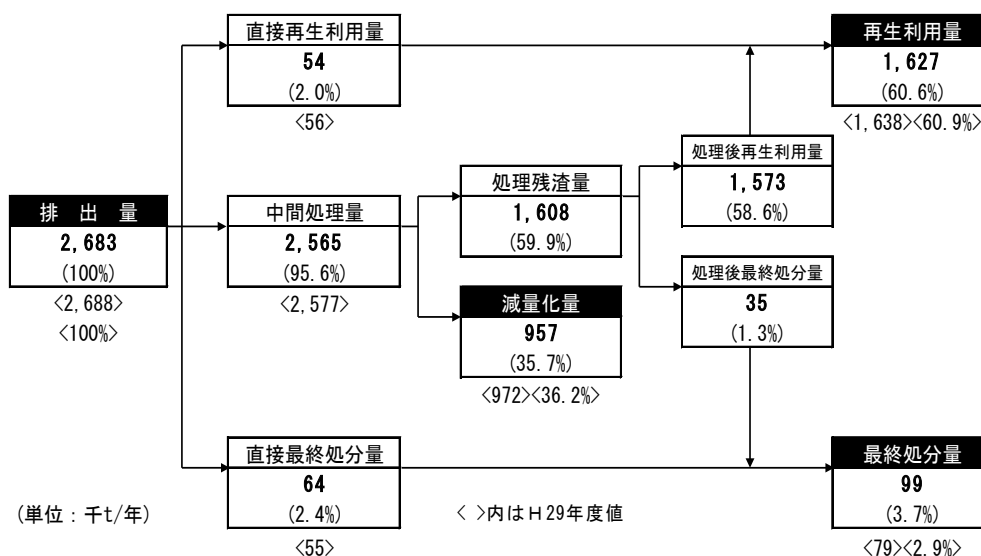 直接再生利用量
54
(2.0%)
<56>
再生利用量
1,627
(60.6%)
<1,638><60.9%>
処理残渣量
1,608
(59.9%)
処理後再生利用量
1,573
(58.6%)
排 出 量
2,683
(100%)
<2,688>
<100%>
中間処理量
2,565
(95.6%)
<2,577>
減量化量
957
(35.7%)
<972><36.2%>
処理後最終処分量
35
(1.3%)
直接最終処分量
64
(2.4%)
<55>
最終処分量
99
(3.7%)
<79><2.9%>
(単位：千t/年)
< >内はH29年度値